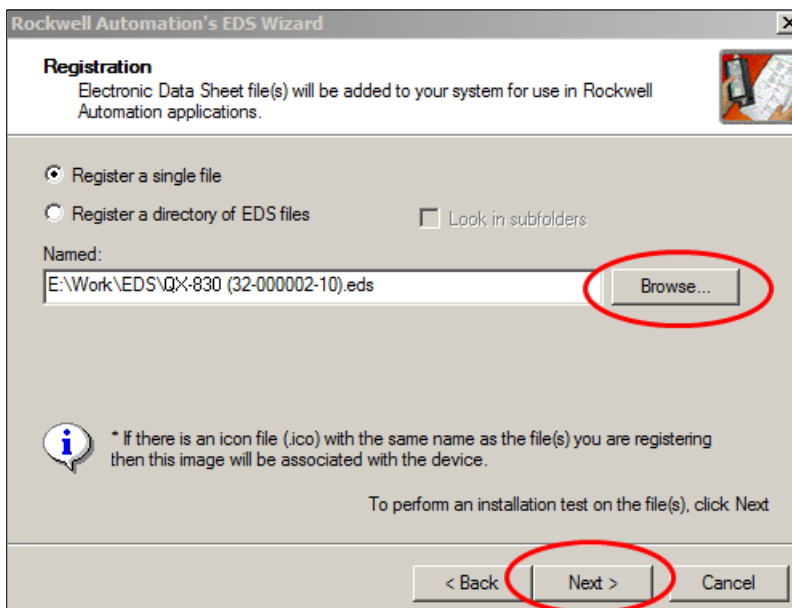 Rockwell Automation's EDS Wizard
Registration
Electronic Data Sheet file(s) will be added to your system for use in Rockwell
Automation applications.
Register a single file
Register a directory of EDS files
Look in subfolders
Named:
E:\Work\EDS\QX-830 (32-000002-10).eds
Browse...
* If there is an icon file (.ico) with the same name as the file(s) you are registering
then this image will be associated with the device.
To perform an installation test on the file(s), click Next
< Back
Next >
Cancel